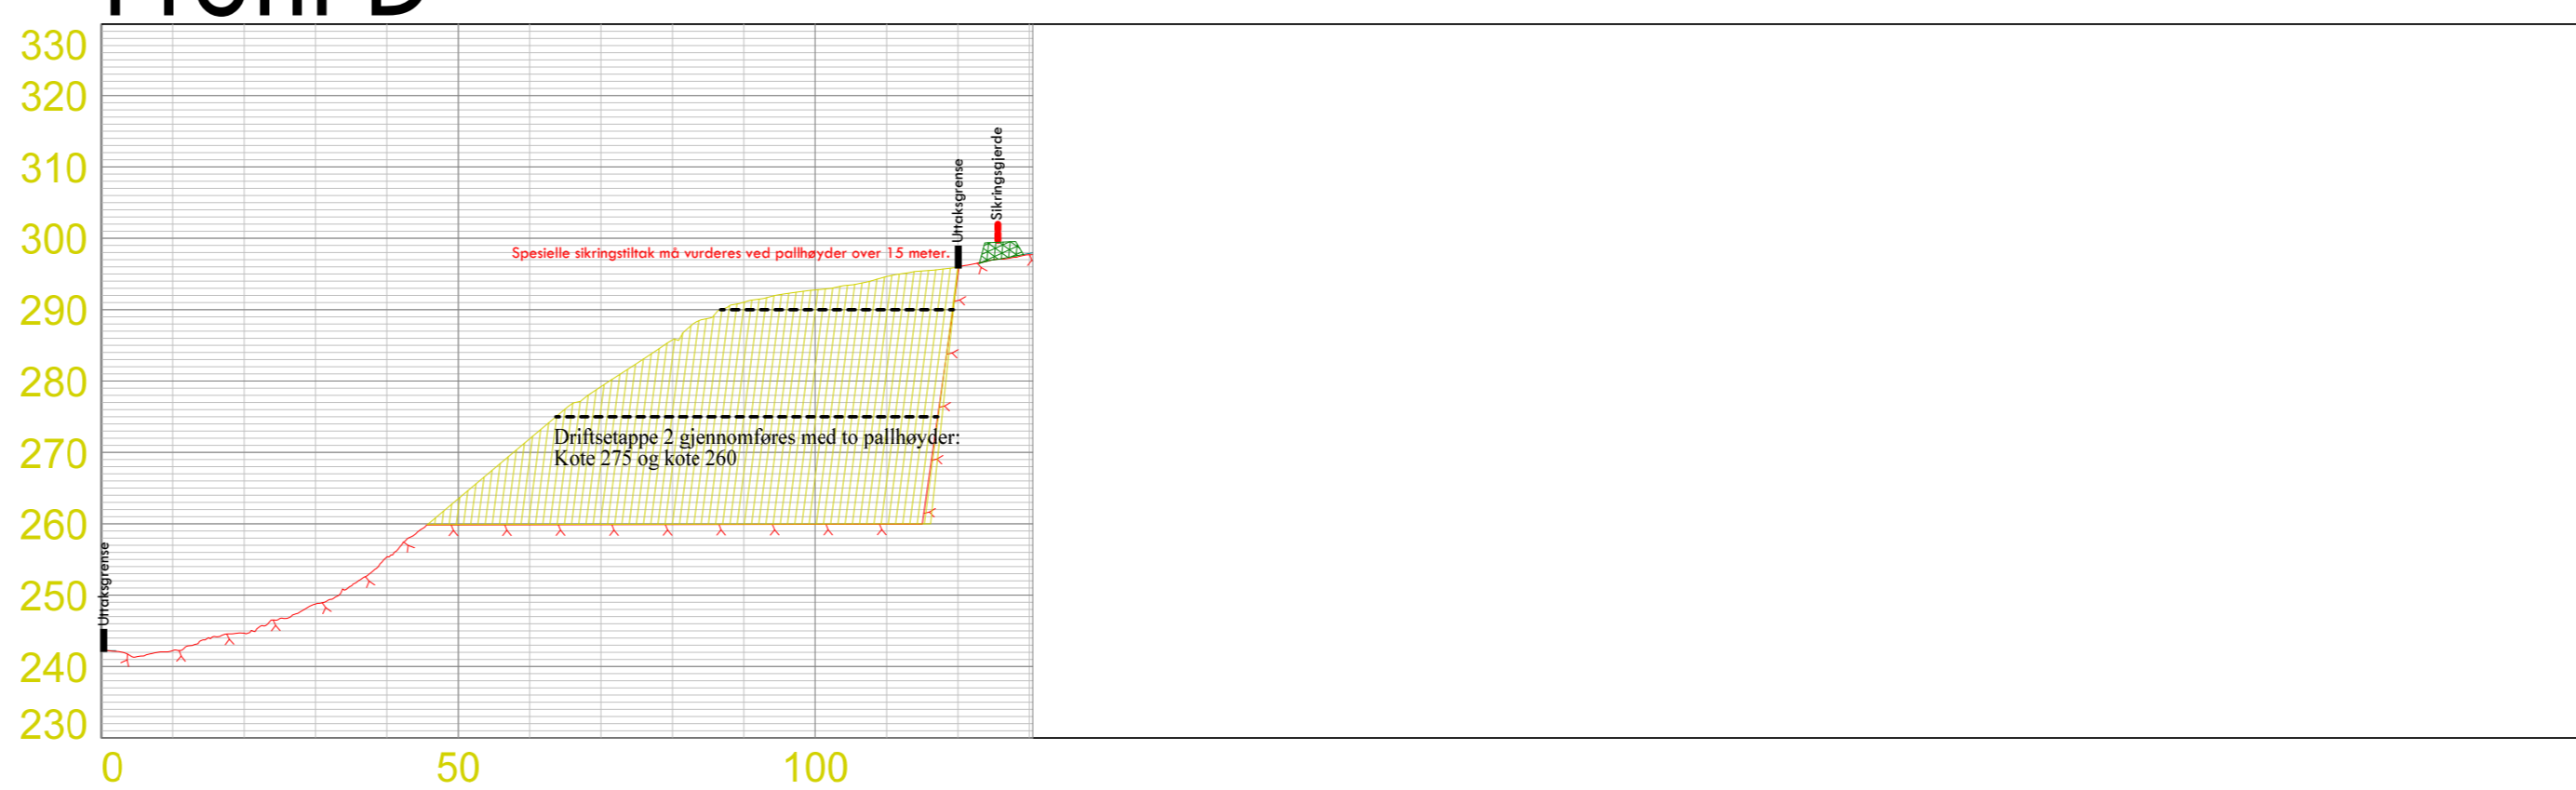 330
320
310
300
290
280
270
260
250
240
230
Sikringsgjerde
Uttaksgrense
Spesielle sikringstiltak må vurderes ved pallhøyder over 15 meter.
Driftsetappe 2 gjennomføres med to pallhøyder:
Kote 275 og kote 260
Uttaksgrense
0 50 100